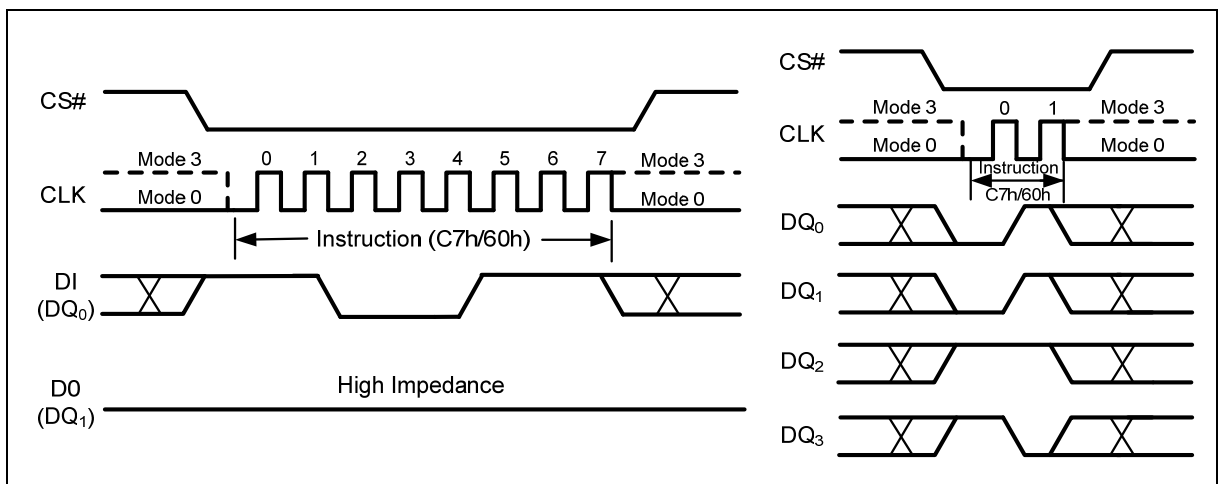 CS#
Mode 3
0 1 2 3 4 5 6 7
Mode 3
CLK
Mode 0
Mode 0
Instruction (C7h/60h)
DI
(DQ₀)
D0
(DQ₁)
High Impedance
CS#
Mode 3
0 1
Mode 3
CLK
Mode 0
Mode 0
Instruction
C7h/60h
DQ₀
DQ₁
DQ₂
DQ₃